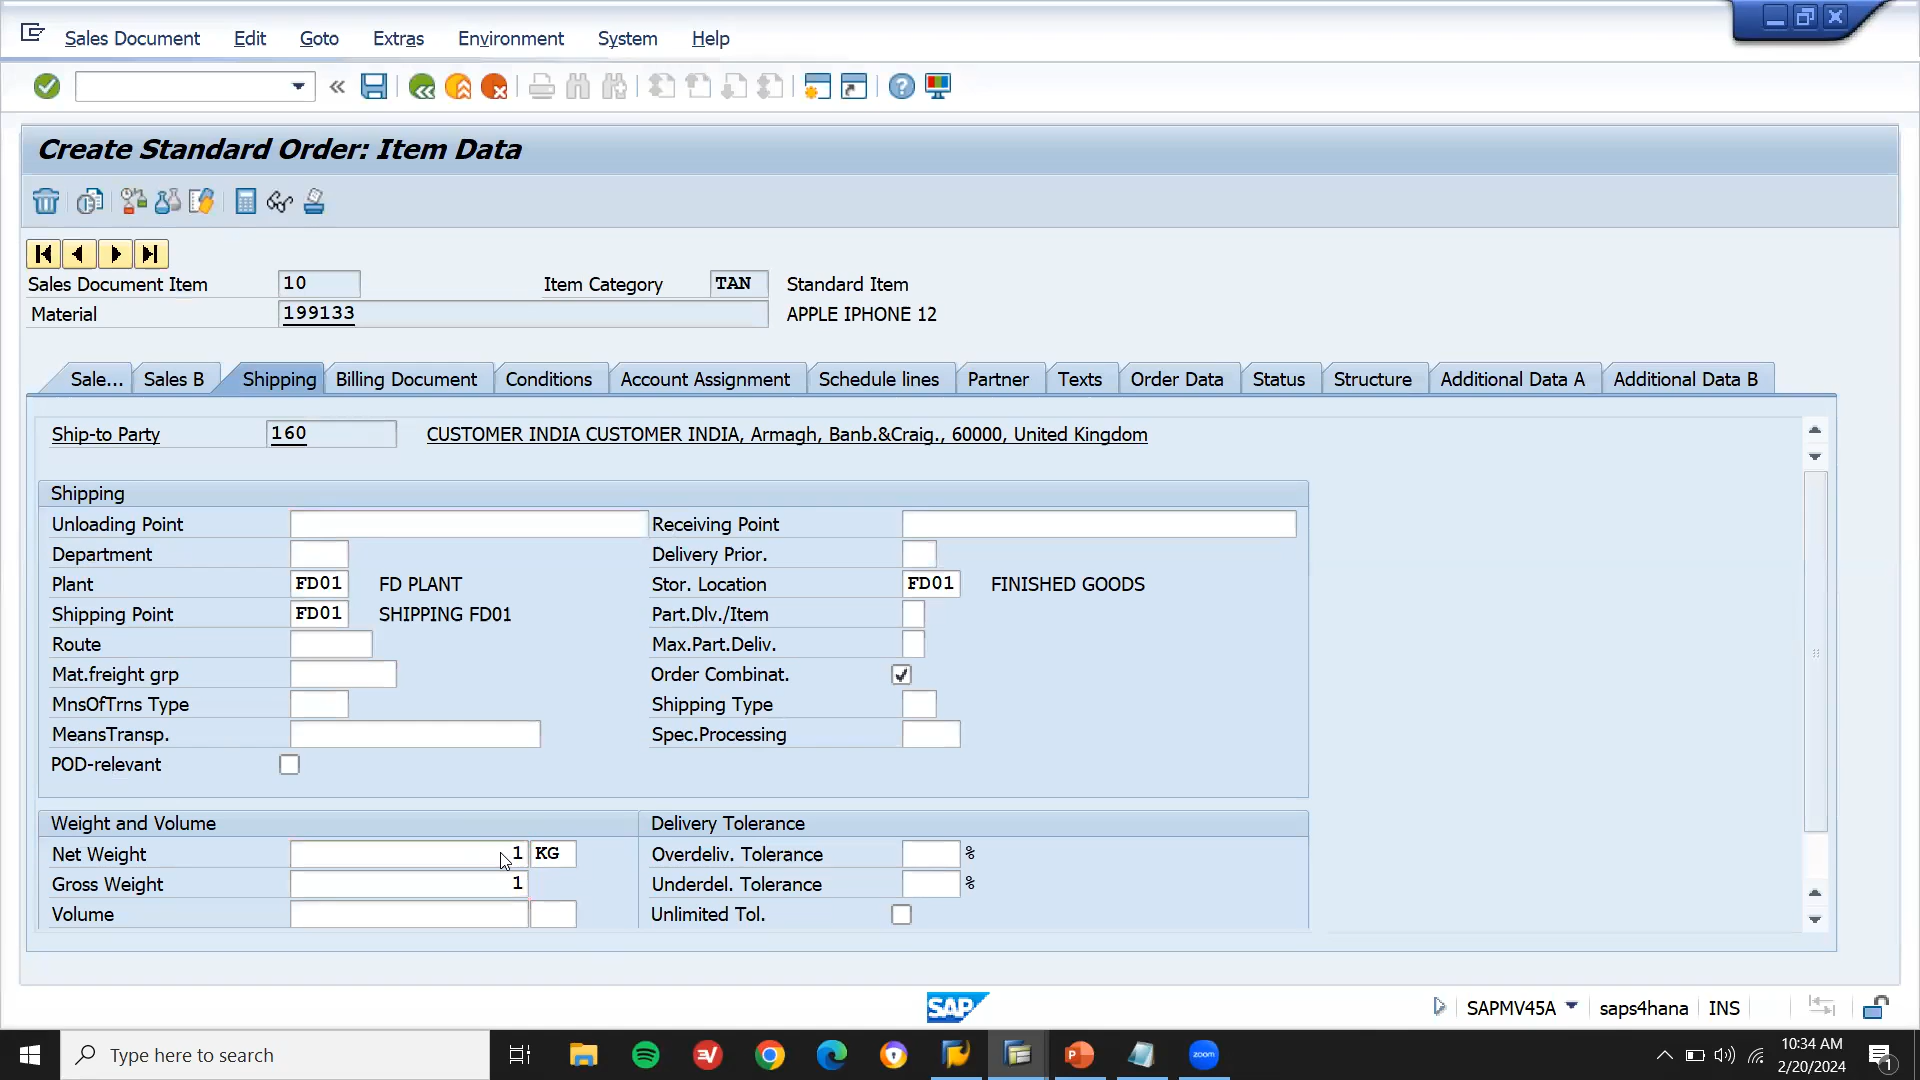 Sales Document Edit Goto Extras Environment System Help
Create Standard Order: Item Data
Sales Document Item 10 Item Category TAN Standard Item
Material 199133 APPLE IPHONE 12
Sale... Sales B Shipping Billing Document Conditions Account Assignment Schedule lines Partner Texts Order Data Status Structure Additional Data A Additional Data B
Ship-to Party 160 CUSTOMER INDIA CUSTOMER INDIA, Armagh, Banb.&Craig., 60000, United Kingdom
Shipping
Unloading Point Receiving Point
Department Delivery Prior.
Plant FD01 FD PLANT Stor. Location FD01 FINISHED GOODS
Shipping Point FD01 SHIPPING FD01 Part.Dlv./Item
Route Max.Part.Deliv.
Mat.freight grp Order Combinat.
MnsOfTrns Type Shipping Type
MeansTransp. Spec.Processing
POD-relevant
Weight and Volume Delivery Tolerance
Net Weight 1 KG Overdeliv. Tolerance %
Gross Weight 1 Underdel. Tolerance %
Volume Unlimited Tol.
SAP SAPMV45A saps4hana INS
Type here to search zoom 10:34 AM
2/20/2024 1